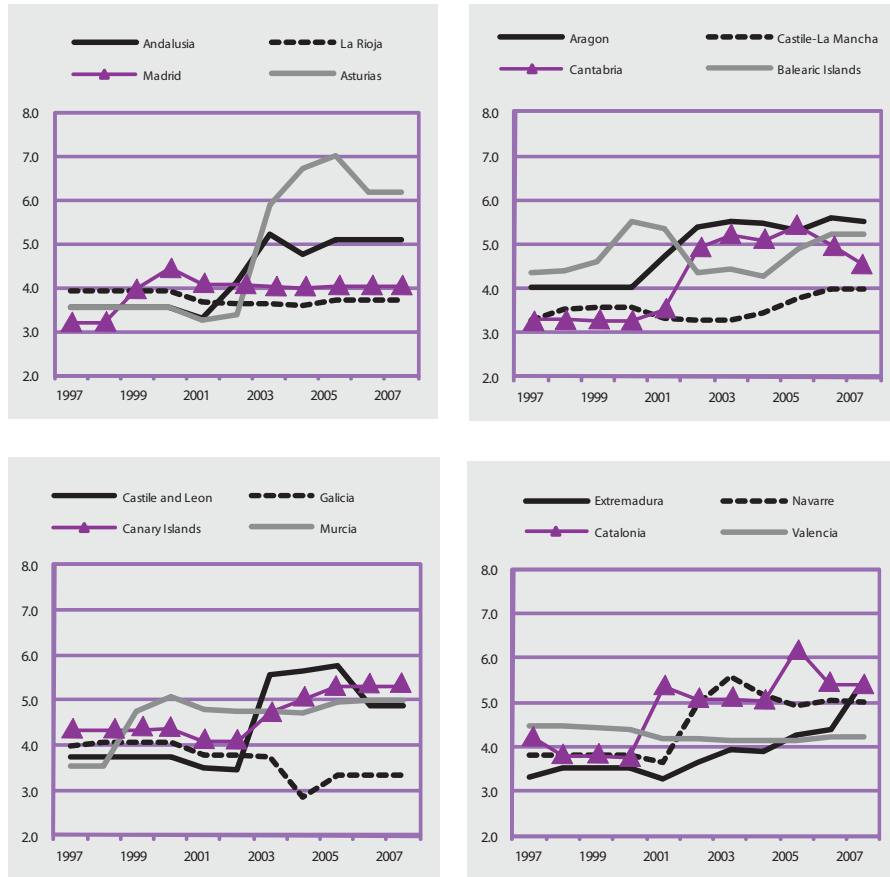 Andalusia La Rioja
Madrid Asturias
8.0
7.0
6.0
5.0
4.0
3.0
2.0
1997 1999 2001 2003 2005 2007
Aragon Castile-La Mancha
Cantabria Balearic Islands
8.0
7.0
6.0
5.0
4.0
3.0
2.0
1997 1999 2001 2003 2005 2007
Castile and Leon Galicia
Canary Islands Murcia
8.0
7.0
6.0
5.0
4.0
3.0
2.0
1997 1999 2001 2003 2005 2007
Extremadura Navarre
Catalonia Valencia
8.0
7.0
6.0
5.0
4.0
3.0
2.0
1997 1999 2001 2003 2005 2007